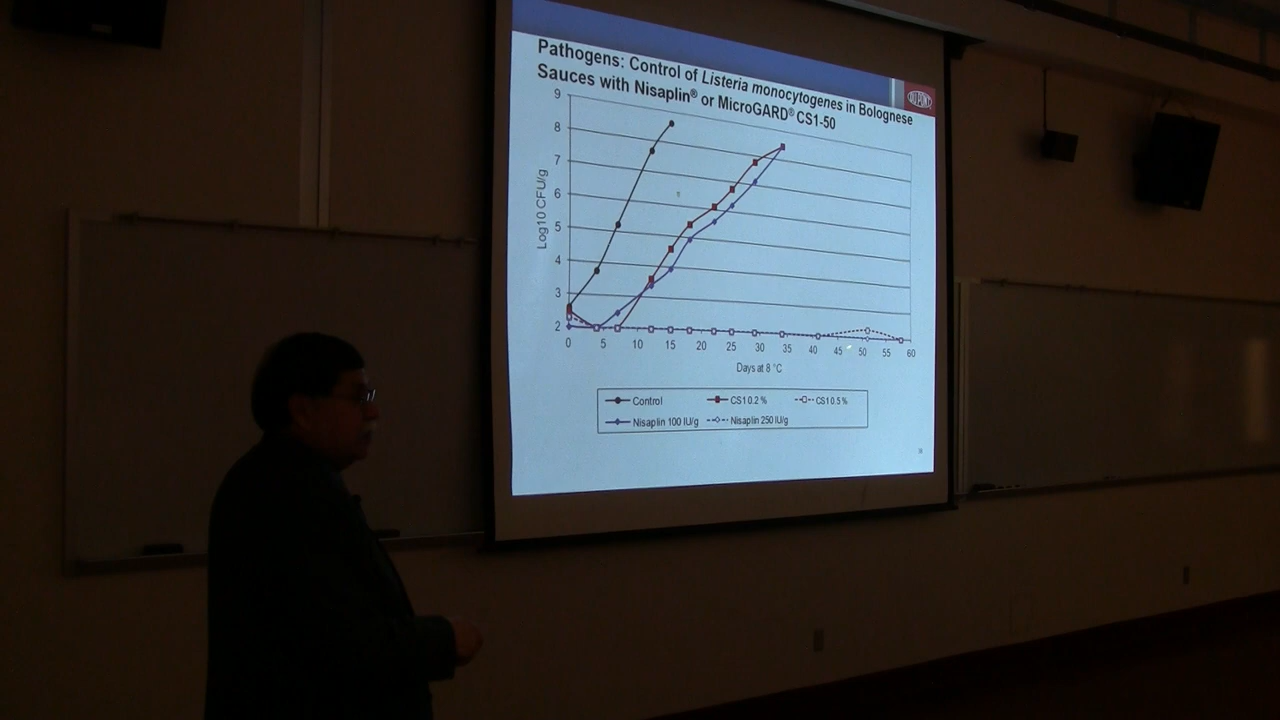 Pathogens: Control of Listeria monocytogenes in Bolognese
Sauces with Nisaplin® or MicroGARD® CS1-50
DUPONT
9
8
7
6
5
4
3
2
Log10 CFU/g
0 5 10 15 20 25 30 35 40 45 50 55 60
Days at 8 °C
Control CS1 0.2 % CS1 0.5 %
Nisaplin 100 IU/g Nisaplin 250 IU/g